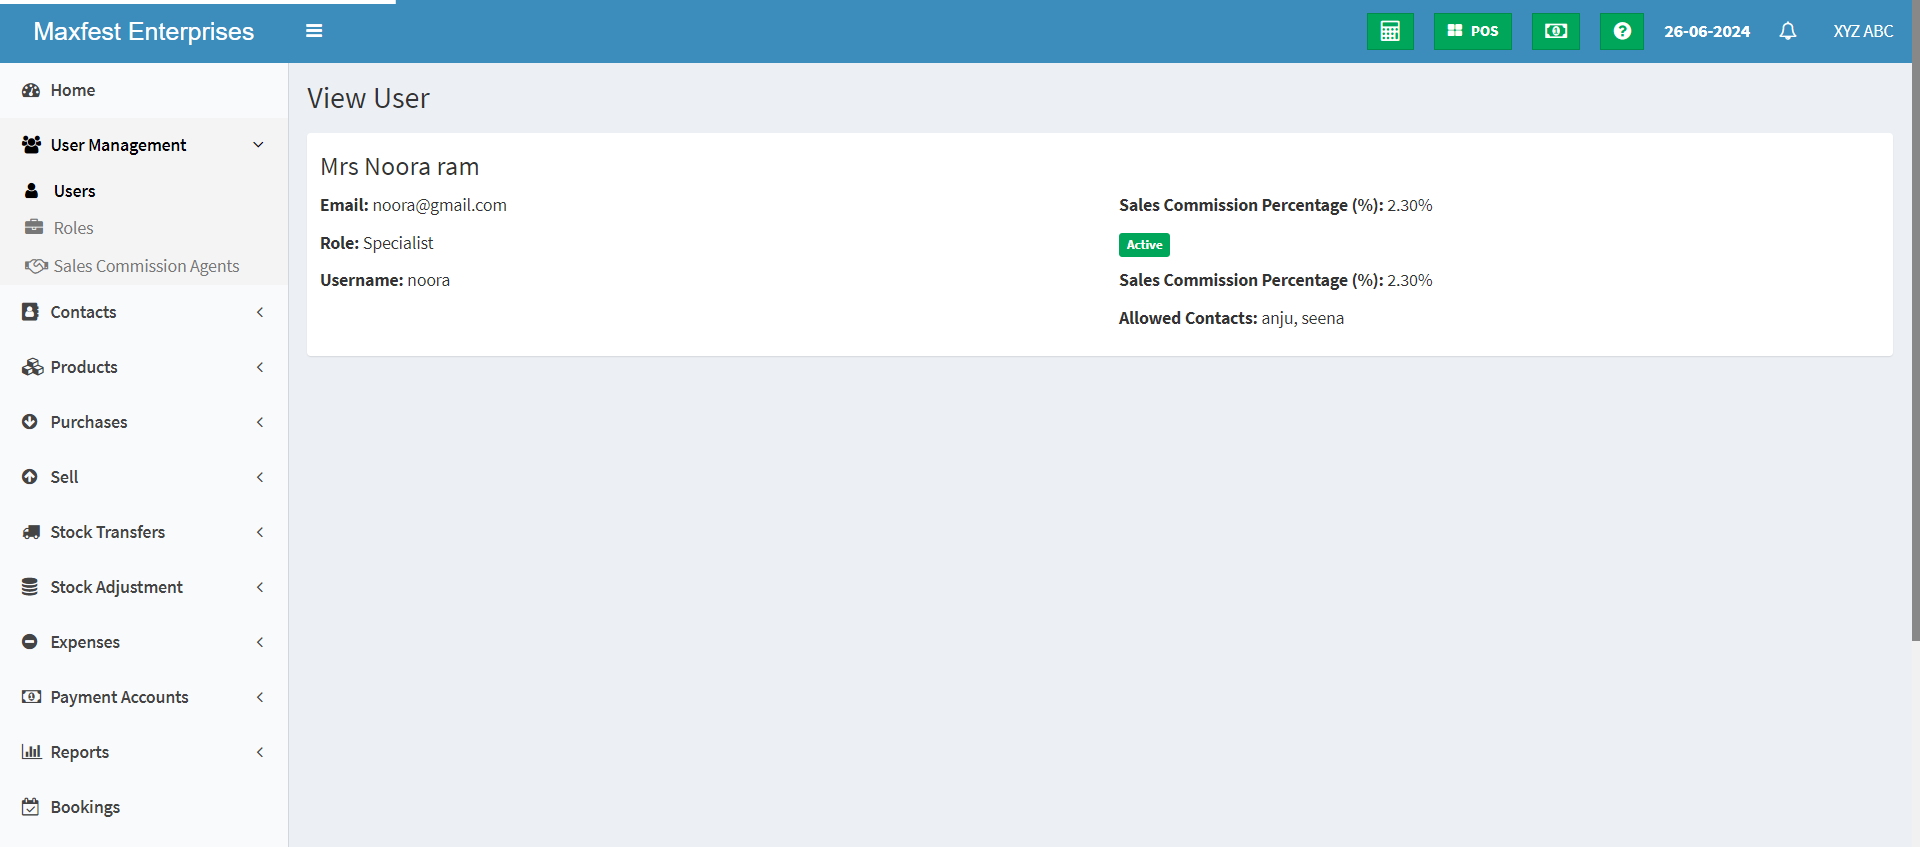 Maxfest Enterprises
POS
26-06-2024
XYZ ABC
Home
User Management
Users
Roles
Sales Commission Agents
Contacts
Products
Purchases
Sell
Stock Transfers
Stock Adjustment
Expenses
Payment Accounts
Reports
Bookings
View User
Mrs Noora ram
Email: noora@gmail.com
Role: Specialist
Username: noora
Sales Commission Percentage (%): 2.30%
Active
Sales Commission Percentage (%): 2.30%
Allowed Contacts: anju, seena